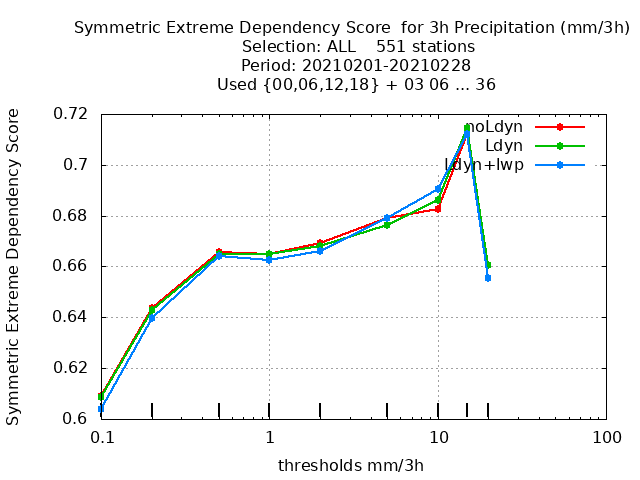 Symmetric Extreme Dependency Score for 3h Precipitation (mm/3h)
Selection: ALL 551 stations
Period: 20210201-20210228
Used {00,06,12,18} + 03 06 ... 36
Symmetric Extreme Dependency Score
0.72
0.7
0.68
0.66
0.64
0.62
0.6
noLdyn
Ldyn
Ldyn+lwp
0.1
1
10
100
thresholds mm/3h